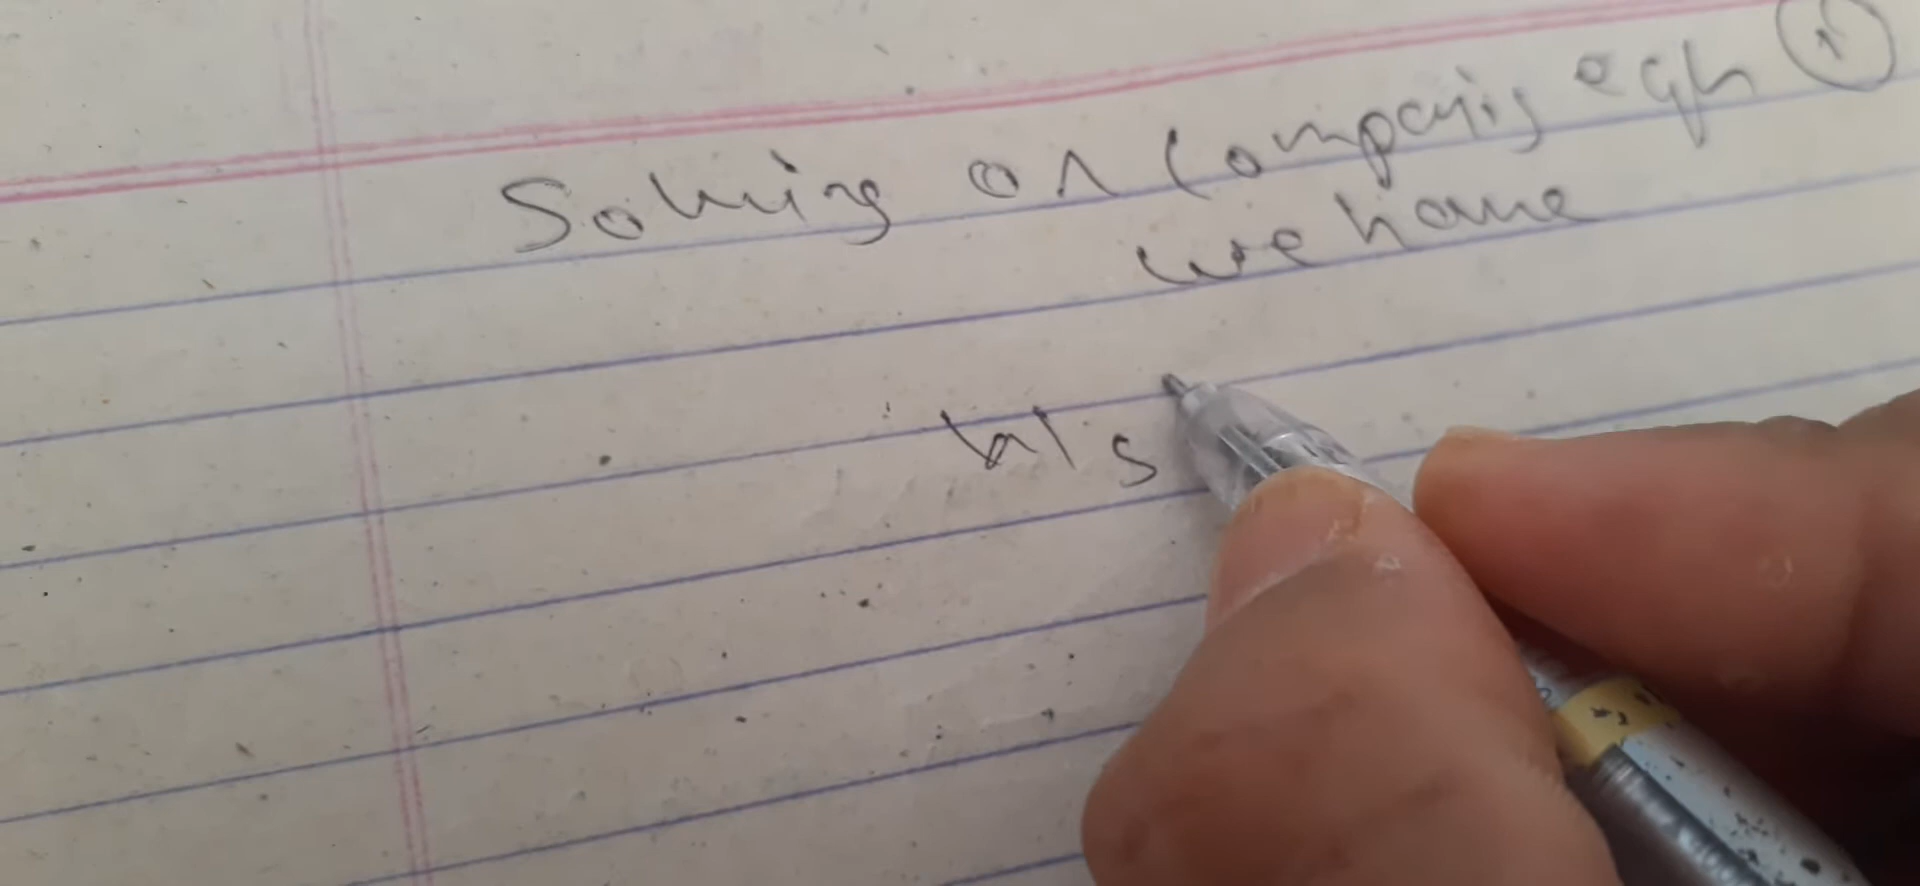 Solving on Comparing eqn ①
we have